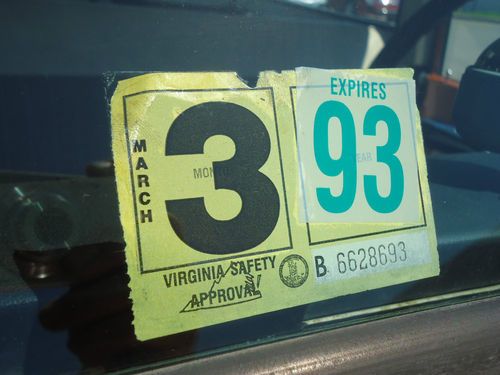 EXPIRES
MARCH
3
93
MONTH
YEAR
VIRGINIA SAFETY
APPROVAL
B 6628693